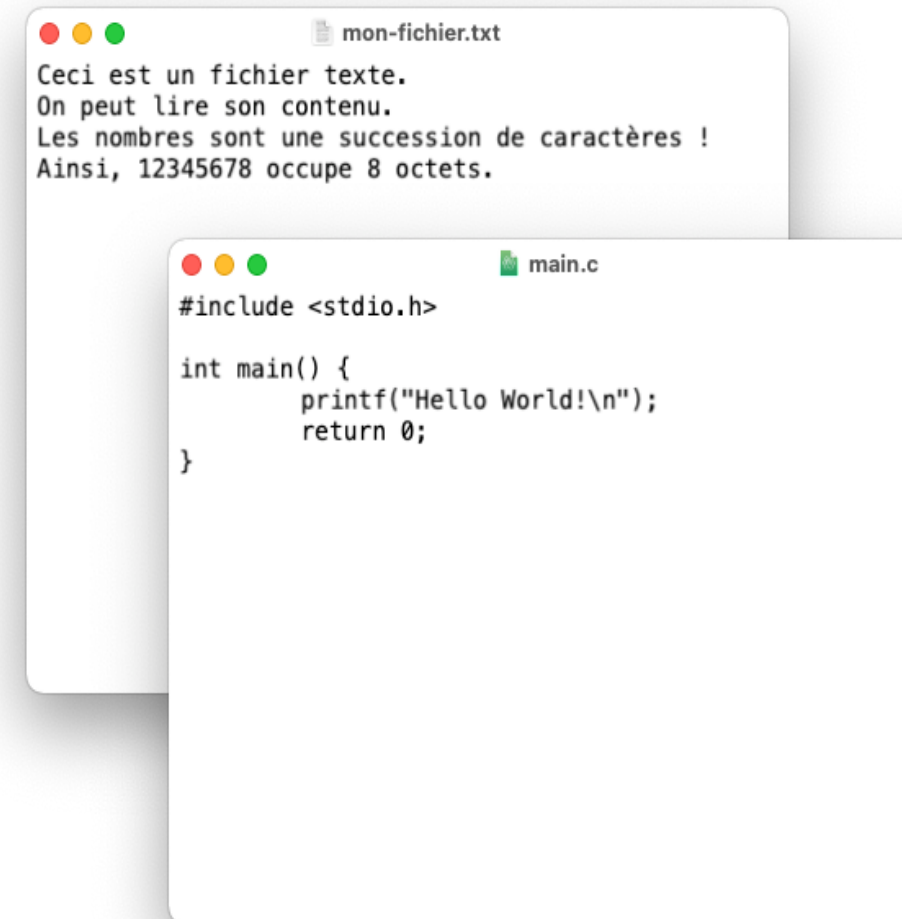 mon-fichier.txt
Ceci est un fichier texte.
On peut lire son contenu.
Les nombres sont une succession de caractères !
Ainsi, 12345678 occupe 8 octets.
main.c
#include <stdio.h>
int main() {
printf("Hello World!\n");
return 0;
}